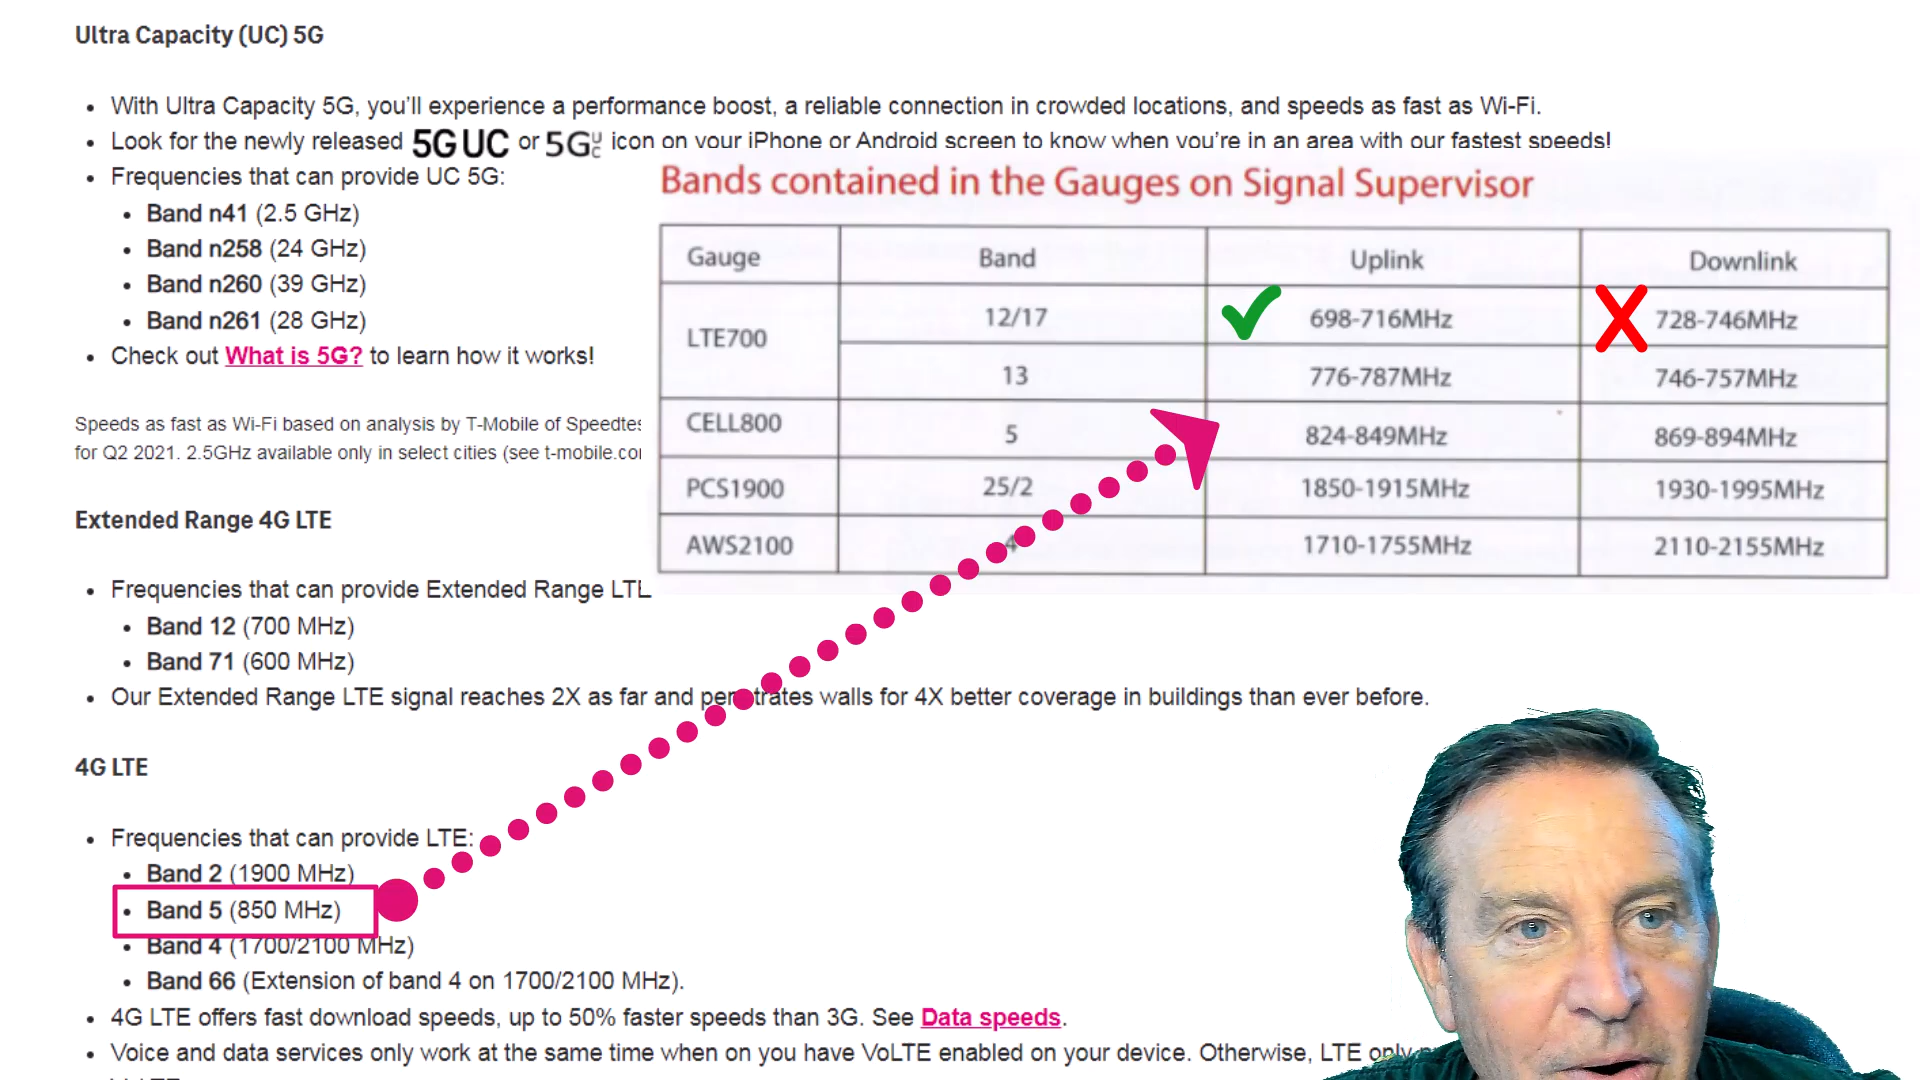 Ultra Capacity (UC) 5G
With Ultra Capacity 5G, you'll experience a performance boost, a reliable connection in crowded locations, and speeds as fast as Wi-Fi.
Look for the newly released 5G UC or 5G UC icon on your iPhone or Android screen to know when you're in an area with our fastest speeds!
Frequencies that can provide UC 5G:
Band n41 (2.5 GHz)
Band n258 (24 GHz)
Band n260 (39 GHz)
Band n261 (28 GHz)
Check out What is 5G? to learn how it works!
Speeds as fast as Wi-Fi based on analysis by T-Mobile of
for Q2 2021. 2.5GHz available only in select cities (see
Bands contained in the Gauges on Signal Supervisor
Gauge Band Uplink Downlink
LTE700 12/17 698-716MHz 728-746MHz
13 776-787MHz 746-757MHz
CELL800 5 824-849MHz 869-894MHz
PCS1900 25/2 1850-1915MHz 1930-1995MHz
AWS2100 4 1710-1755MHz 2110-2155MHz
Extended Range 4G LTE
Frequencies that can provide Extended Range LTE
Band 12 (700 MHz)
Band 71 (600 MHz)
Our Extended Range LTE signal reaches 2X as far and penetrates walls for 4X better coverage in buildings than ever before.
4G LTE
Frequencies that can provide LTE:
Band 2 (1900 MHz)
Band 5 (850 MHz)
Band 4 (1700/2100 MHz)
Band 66 (Extension of band 4 on 1700/2100 MHz).
4G LTE offers fast download speeds, up to 50% faster speeds than 3G. See Data speeds.
Voice and data services only work at the same time when on you have VoLTE enabled on your device. Otherwise, LTE only